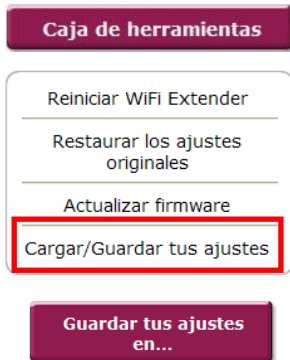 Caja de herramientas
Reiniciar WiFi Extender
Restaurar los ajustes
originales
Actualizar firmware
Cargar/Guardar tus ajustes
Guardar tus ajustes
en...